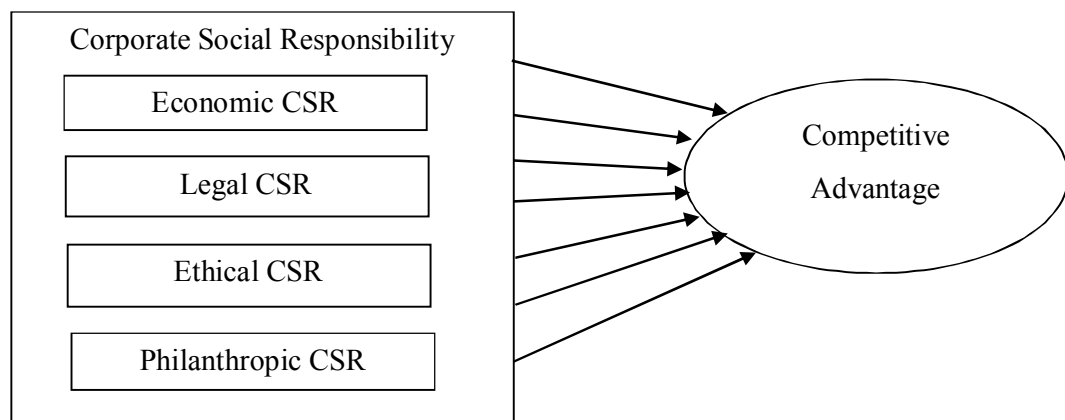 Corporate Social Responsibility
Economic CSR
Legal CSR
Ethical CSR
Philanthropic CSR
Competitive
Advantage